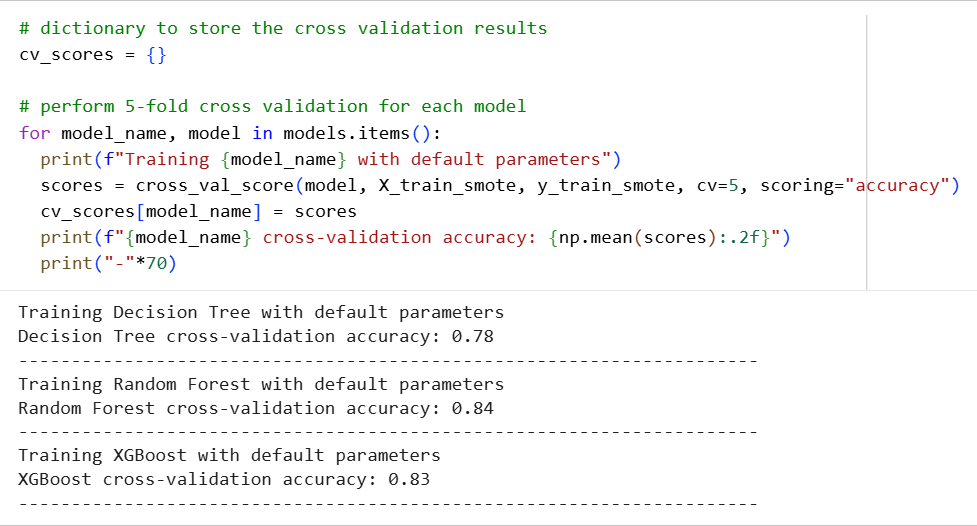 # dictionary to store the cross validation results
cv_scores = {}
# perform 5-fold cross validation for each model
for model_name, model in models.items():
  print(f"Training {model_name} with default parameters")
  scores = cross_val_score(model, X_train_smote, y_train_smote, cv=5, scoring="accuracy")
  cv_scores[model_name] = scores
  print(f"{model_name} cross-validation accuracy: {np.mean(scores):.2f}")
  print("-"*70)
Training Decision Tree with default parameters
Decision Tree cross-validation accuracy: 0.78
----------------------------------------------------------------------
Training Random Forest with default parameters
Random Forest cross-validation accuracy: 0.84
----------------------------------------------------------------------
Training XGBoost with default parameters
XGBoost cross-validation accuracy: 0.83
----------------------------------------------------------------------